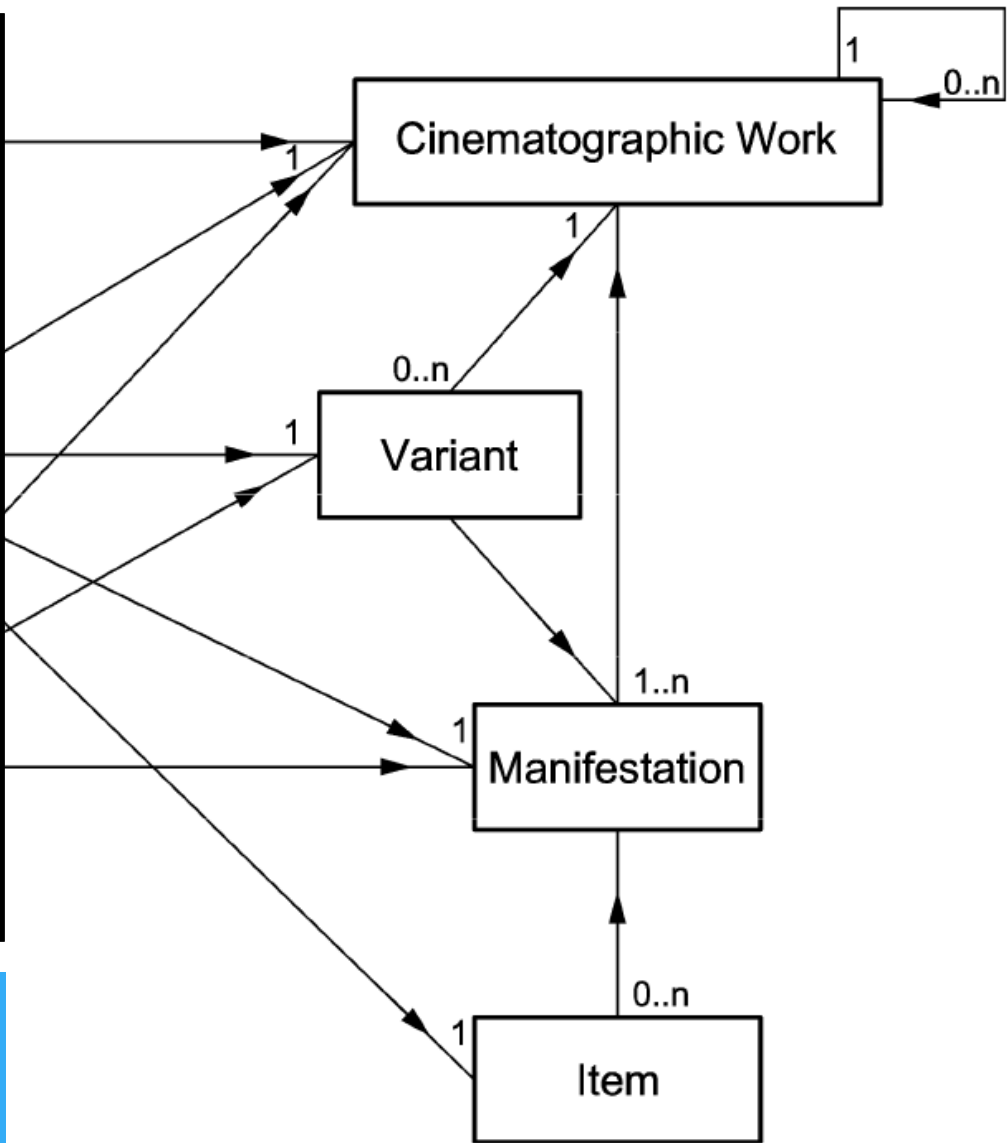 1
0..n
Cinematographic Work
1
1
0..n
1
Variant
1..n
1
Manifestation
0..n
1
Item